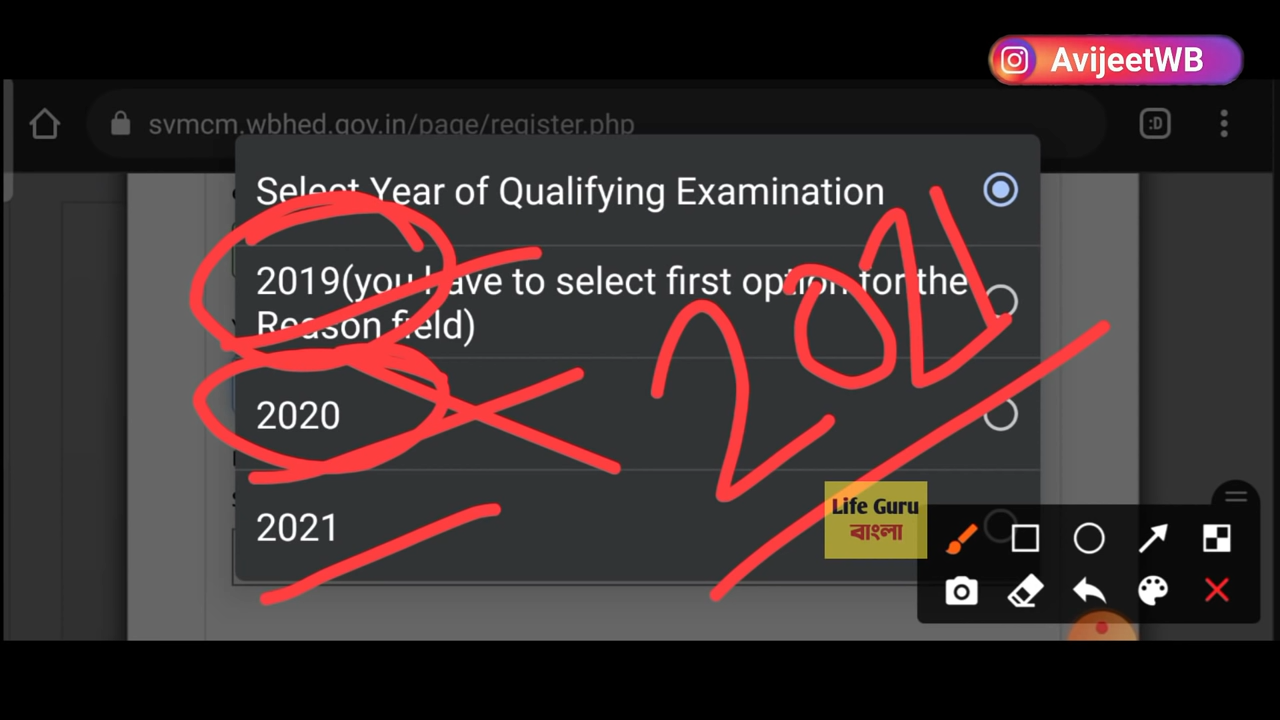 AvijeetWB
svmcm.wbhed.gov.in/page/register.php
:D
Select Year of Qualifying Examination
2019(you have to select first option for the
Reason field)
2020
2021
2021
Life Guru
বাংলা